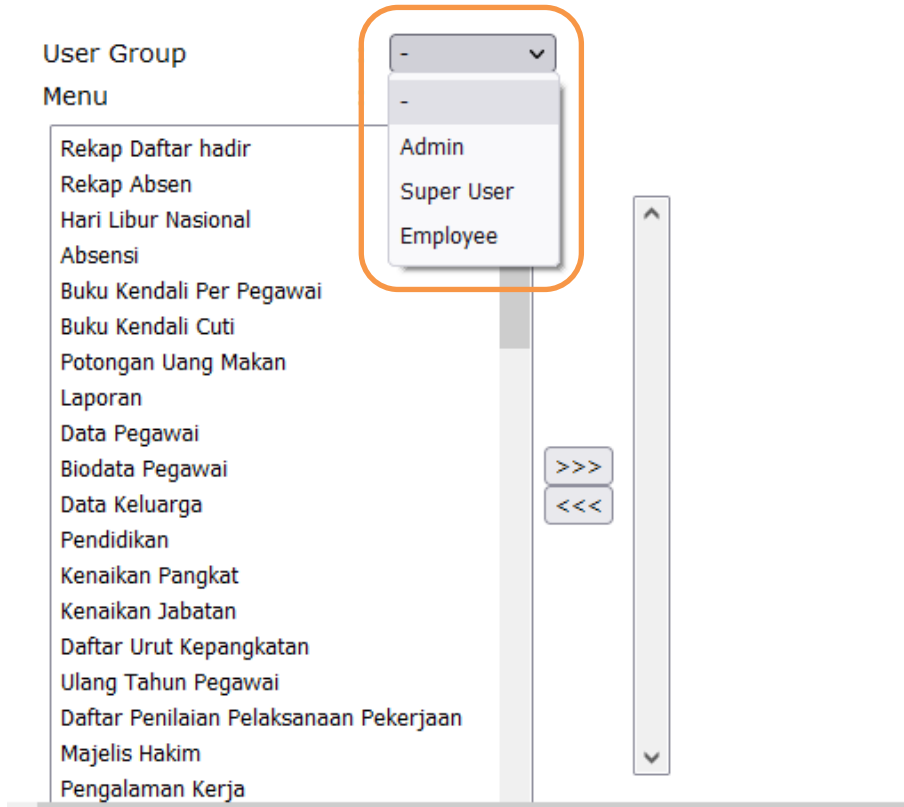 User Group
-
Menu
-
Admin
Super User
Employee
Rekap Daftar hadir
Rekap Absen
Hari Libur Nasional
Absensi
Buku Kendali Per Pegawai
Buku Kendali Cuti
Potongan Uang Makan
Laporan
Data Pegawai
Biodata Pegawai
Data Keluarga
Pendidikan
Kenaikan Pangkat
Kenaikan Jabatan
Daftar Urut Kepangkatan
Ulang Tahun Pegawai
Daftar Penilaian Pelaksanaan Pekerjaan
Majelis Hakim
Pengalaman Kerja
>>>
<<<